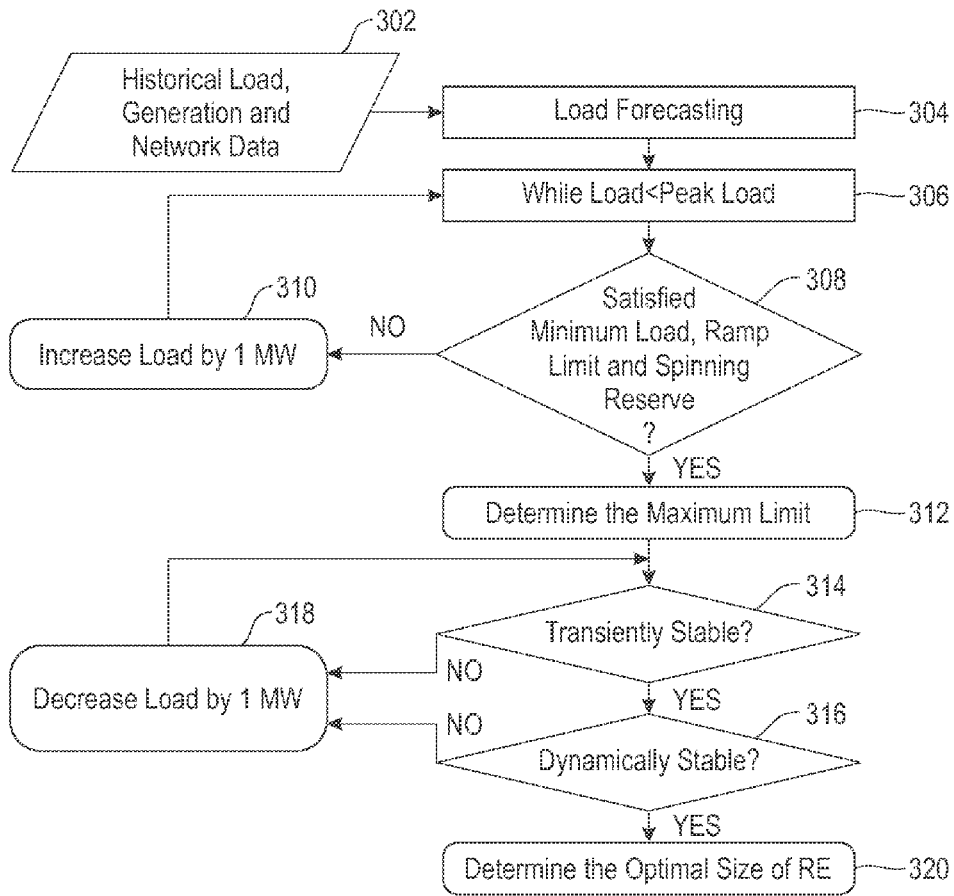 302
Historical Load,
Generation and
Network Data
Load Forecasting
304
While Load<Peak Load
306
308
Satisfied
Minimum Load, Ramp
Limit and Spinning
Reserve
?
310
NO
Increase Load by 1 MW
YES
Determine the Maximum Limit
312
314
Transiently Stable?
318
NO
Decrease Load by 1 MW
YES
316
NO
Dynamically Stable?
YES
Determine the Optimal Size of RE
320